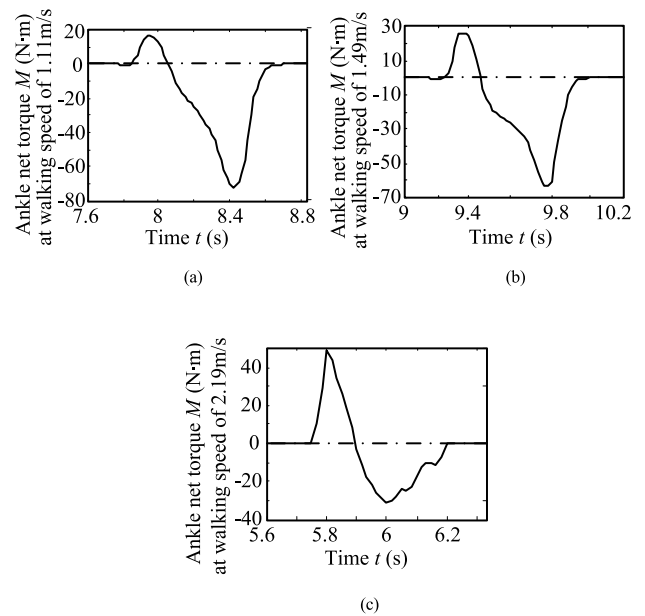 Ankle net torque M (N·m)
at walking speed of 1.11m/s
20
0
-20
-40
-60
-80
7.6 8 8.4 8.8
Time t (s)
(a)
Ankle net torque M (N·m)
at walking speed of 1.49m/s
30
10
0
-10
-30
-50
-70
9 9.4 9.8 10.2
Time t (s)
(b)
Ankle net torque M (N·m)
at walking speed of 2.19m/s
40
20
0
-20
-40
5.6 5.8 6 6.2
Time t (s)
(c)